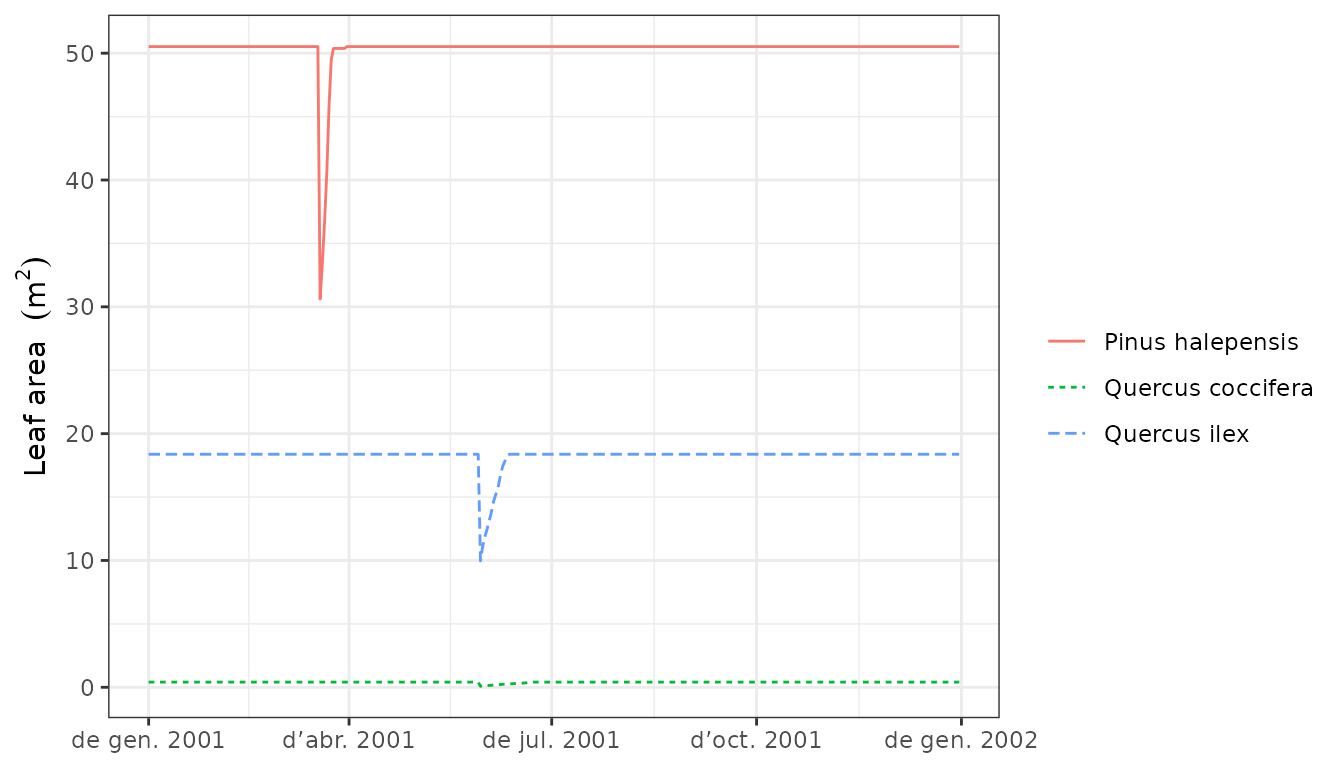 Leaf area (m²)
50
40
30
20
10
0
de gen. 2001
d’abr. 2001
de jul. 2001
d’oct. 2001
de gen. 2002
Pinus halepensis
Quercus coccifera
Quercus ilex